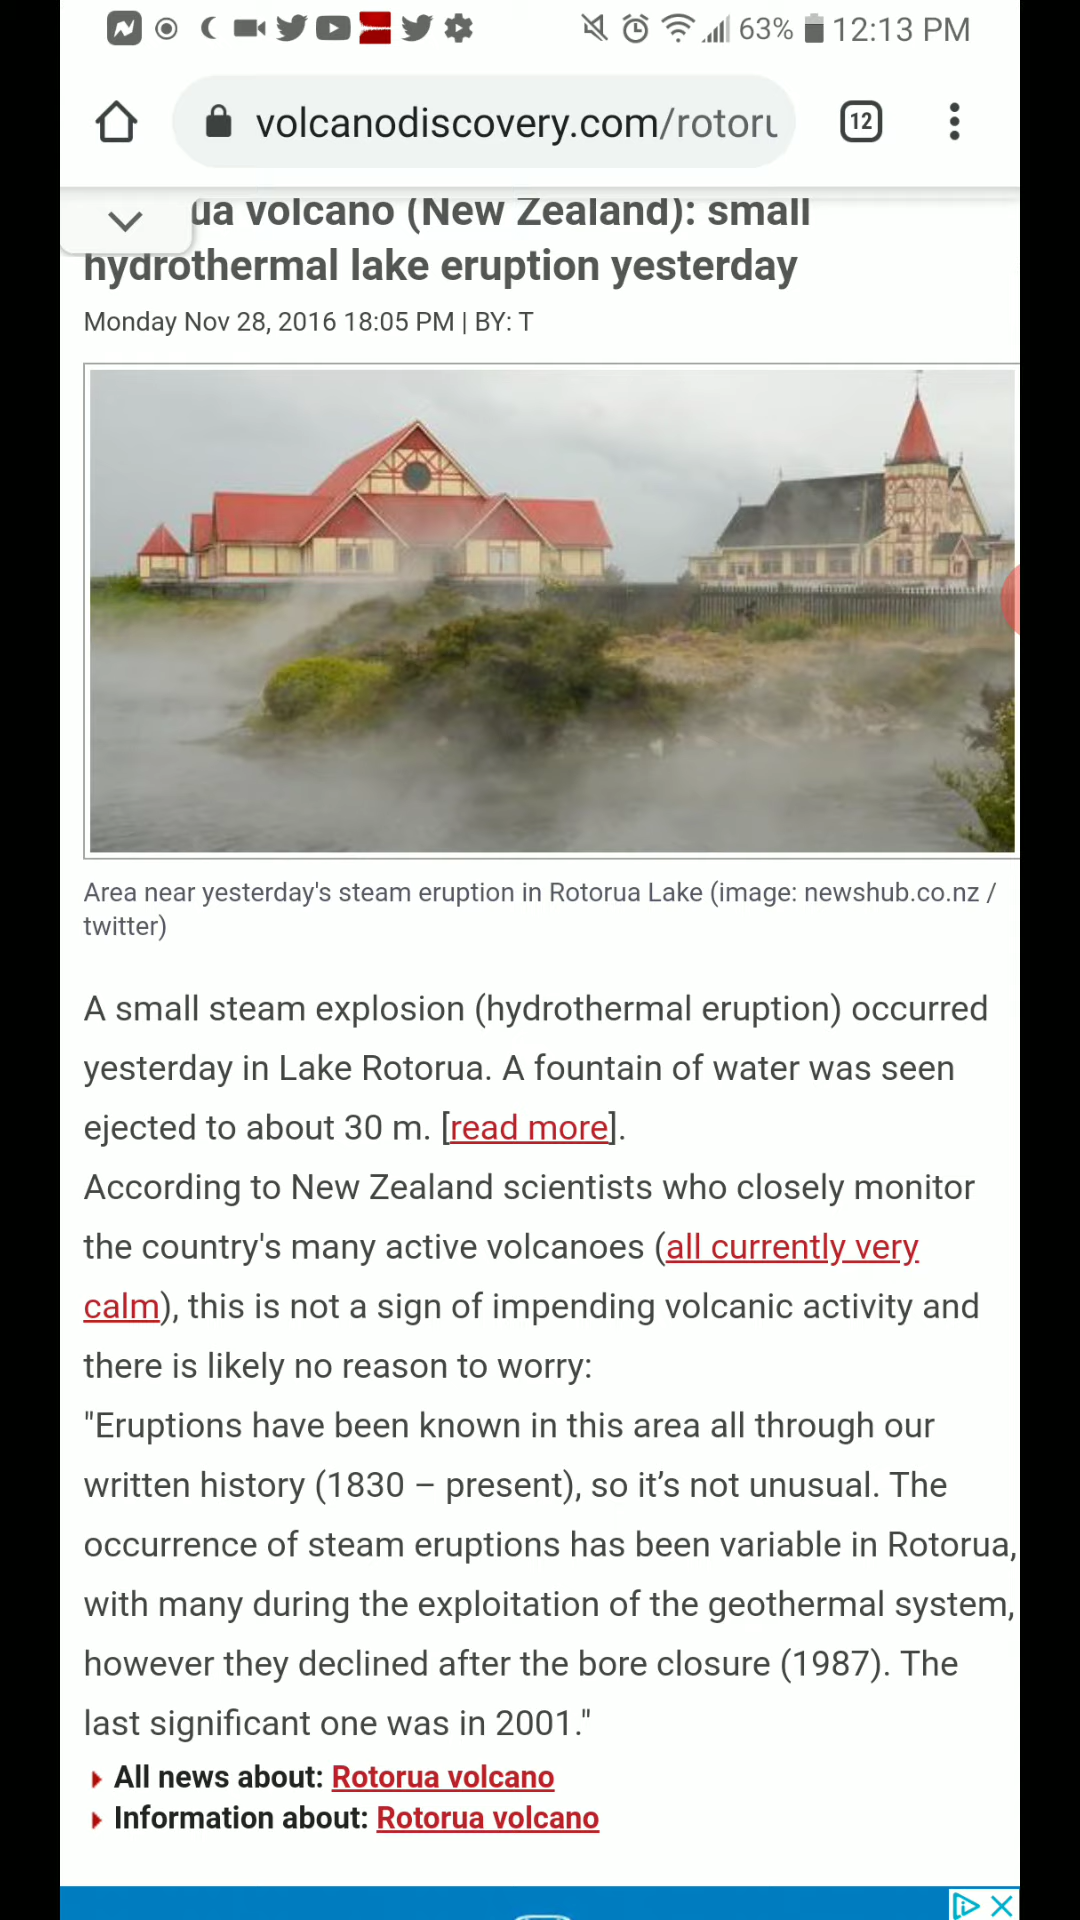 63% 12:13 PM
volcanodiscovery.com/rotoru
12
ua volcano (New Zealand): small
hydrothermal lake eruption yesterday
Monday Nov 28, 2016 18:05 PM | BY: T
Area near yesterday's steam eruption in Rotorua Lake (image: newshub.co.nz /
twitter)
A small steam explosion (hydrothermal eruption) occurred
yesterday in Lake Rotorua. A fountain of water was seen
ejected to about 30 m. [read more].
According to New Zealand scientists who closely monitor
the country's many active volcanoes (all currently very
calm), this is not a sign of impending volcanic activity and
there is likely no reason to worry:
"Eruptions have been known in this area all through our
written history (1830 – present), so it’s not unusual. The
occurrence of steam eruptions has been variable in Rotorua,
with many during the exploitation of the geothermal system,
however they declined after the bore closure (1987). The
last significant one was in 2001."
All news about: Rotorua volcano
Information about: Rotorua volcano